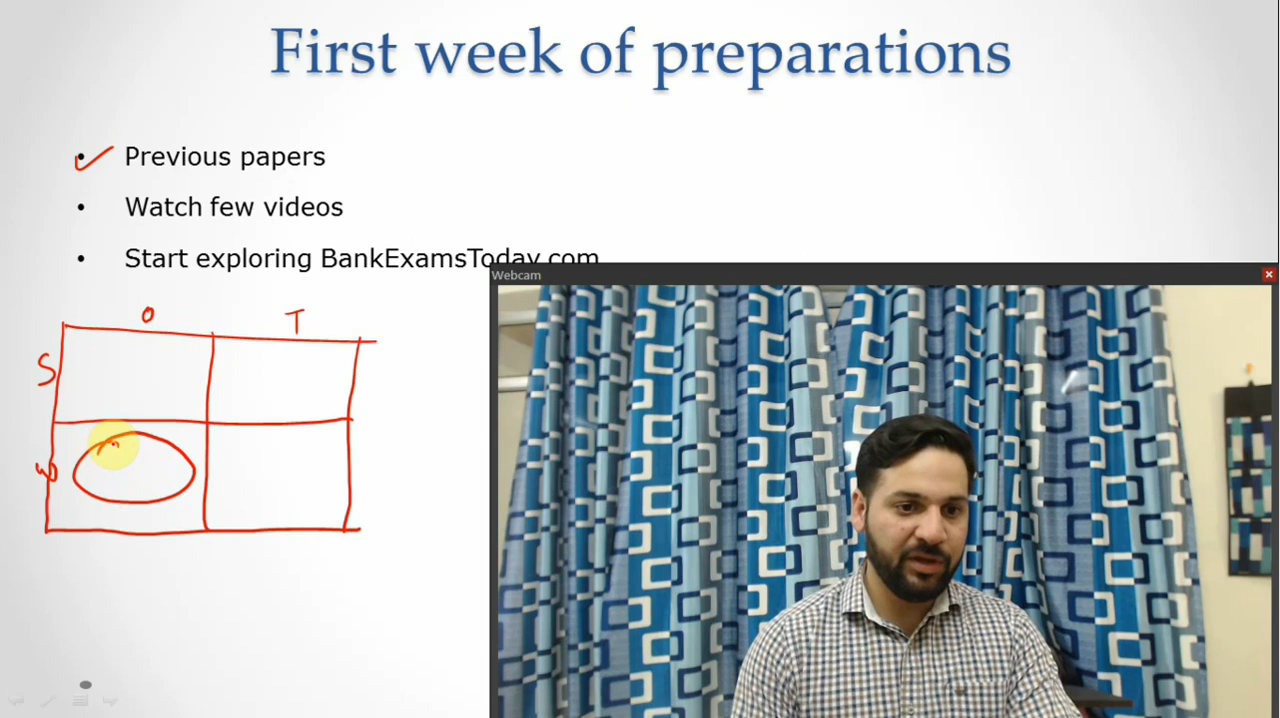 First week of preparations
• Previous papers
• Watch few videos
• Start exploring BankExamsToday.com
Webcam
O T
S
W